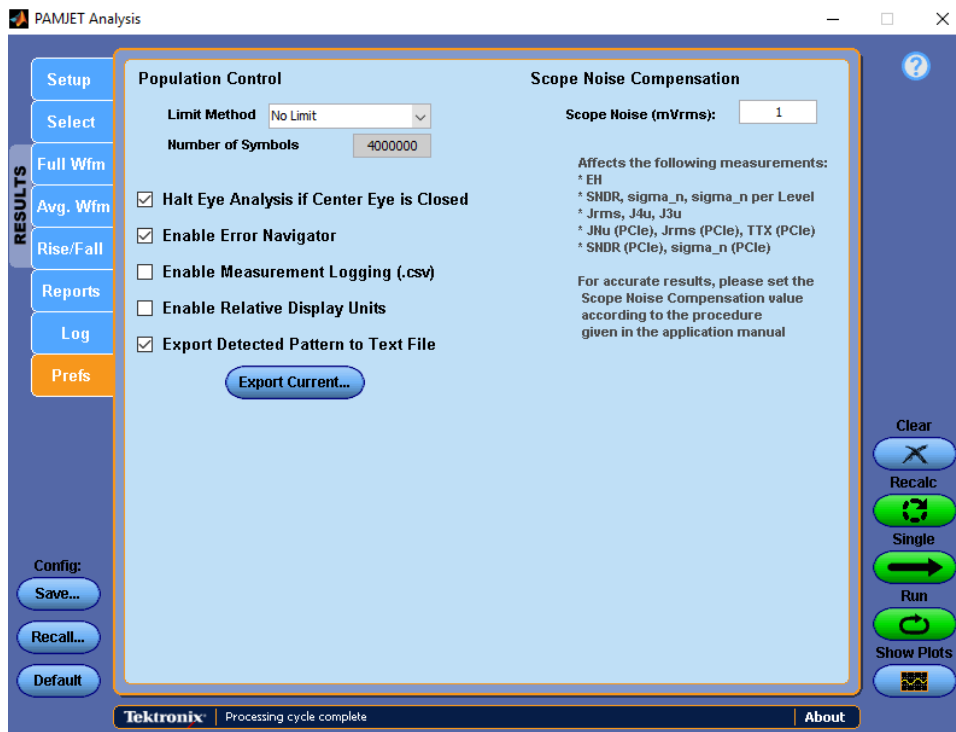 PAMJET Analysis
RESULTS
Setup
Select
Full Wfm
Avg. Wfm
Rise/Fall
Reports
Log
Prefs
Config:
Save...
Recall...
Default
Population Control
Limit Method No Limit
Number of Symbols 4000000
Halt Eye Analysis if Center Eye is Closed
Enable Error Navigator
Enable Measurement Logging (.csv)
Enable Relative Display Units
Export Detected Pattern to Text File
Export Current...
Scope Noise Compensation
Scope Noise (mVrms): 1
Affects the following measurements:
* EH
* SNDR, sigma_n, sigma_n per Level
* Jrms, J4u, J3u
* JNu (PCIe), Jrms (PCIe), TTX (PCIe)
* SNDR (PCIe), sigma_n (PCIe)
For accurate results, please set the
Scope Noise Compensation value
according to the procedure
given in the application manual
?
Clear
Recalc
Single
Run
Show Plots
Tektronix Processing cycle complete About